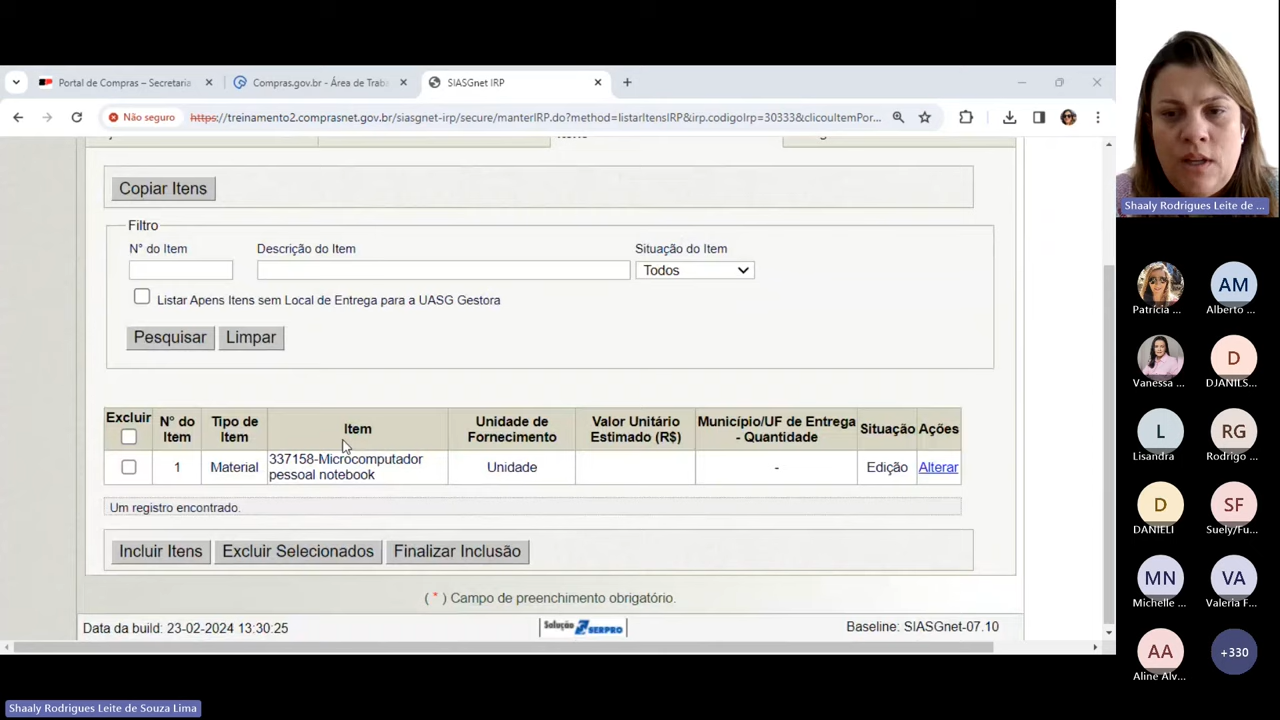 Portal de Compras – Secretaria
Compras.gov.br - Área de Trab
SIASGnet IRP
Não seguro
https://treinamento2.comprasnet.gov.br/siasgnet-irp/secure/manterIRP.do?method=listarItensIRP&irp.codigoIrp=30333&clicouItemPor...
Copiar Itens
Filtro
N° do Item
Descrição do Item
Situação do Item
Todos
Listar Apens Itens sem Local de Entrega para a UASG Gestora
Pesquisar
Limpar
Excluir
N° do Item
Tipo de Item
Item
Unidade de Fornecimento
Valor Unitário Estimado (R$)
Município/UF de Entrega - Quantidade
Situação
Ações
1
Material
337158-Microcomputador
pessoal notebook
Unidade
-
Edição
Alterar
Um registro encontrado.
Incluir Itens
Excluir Selecionados
Finalizar Inclusão
( * ) Campo de preenchimento obrigatório.
Data da build: 23-02-2024 13:30:25
Solução SERPRO
Baseline: SIASGnet-07.10
Shaaly Rodrigues Leite de ...
Patrícia ...
AM
Alberto ...
Vanessa ...
D
DJANILS...
L
Lisandra
RG
Rodrigo ...
D
DANIELI
SF
Suely/Fu...
MN
Michelle ...
VA
Valeria F...
AA
Aline Alv...
+330
Shaaly Rodrigues Leite de Souza Lima